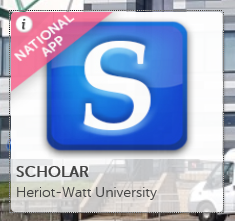 i
NATIONAL
APP
S
SCHOLAR
Heriot-Watt University